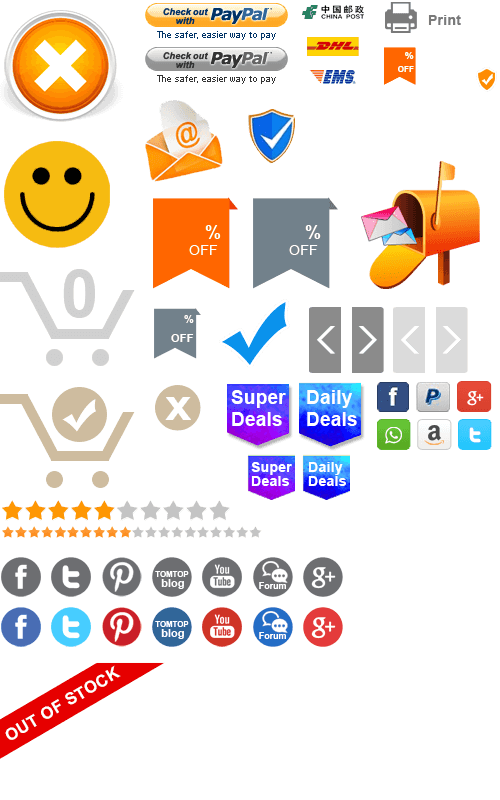 Check out with PayPal
The safer, easier way to pay
中国邮政
CHINA POST
Print
Check out with PayPal
The safer, easier way to pay
DHL
EMS
%
OFF
@
%
OFF
%
OFF
0
%
OFF
X
Super
Deals
Daily
Deals
f
P
g+
a
t
Super
Deals
Daily
Deals
f
t
P
TOMTOP
blog
You
Tube
Forum
g+
f
t
P
TOMTOP
blog
You
Tube
Forum
g+
OUT OF STOCK